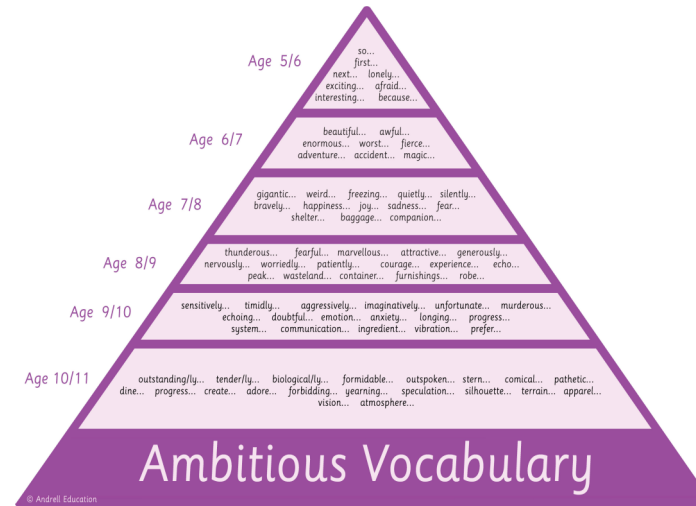 Age 5/6
so...
first...
next... lonely...
exciting... afraid...
interesting... because...
Age 6/7
beautiful... awful...
enormous... worst... fierce...
adventure... accident... magic...
Age 7/8
gigantic... weird... freezing... quietly... silently...
bravely... happiness... joy... sadness... fear...
shelter... baggage... companion...
Age 8/9
thunderous... fearful... marvellous... attractive... generously...
nervously... worriedly... patiently... courage... experience... echo...
peak... wasteland... container... furnishings... robe...
Age 9/10
sensitively... timidly... aggressively... imaginatively... unfortunate... murderous...
echoing... doubtful... emotion... anxiety... longing... progress...
system... communication... ingredient... vibration... prefer...
Age 10/11
outstanding/ly... tender/ly... biological/ly... formidable... outspoken... stern... comical... pathetic...
dine... progress... create... adore... forbidding... yearning... speculation... silhouette... terrain... apparel...
vision... atmosphere...
Ambitious Vocabulary
© Andrell Education